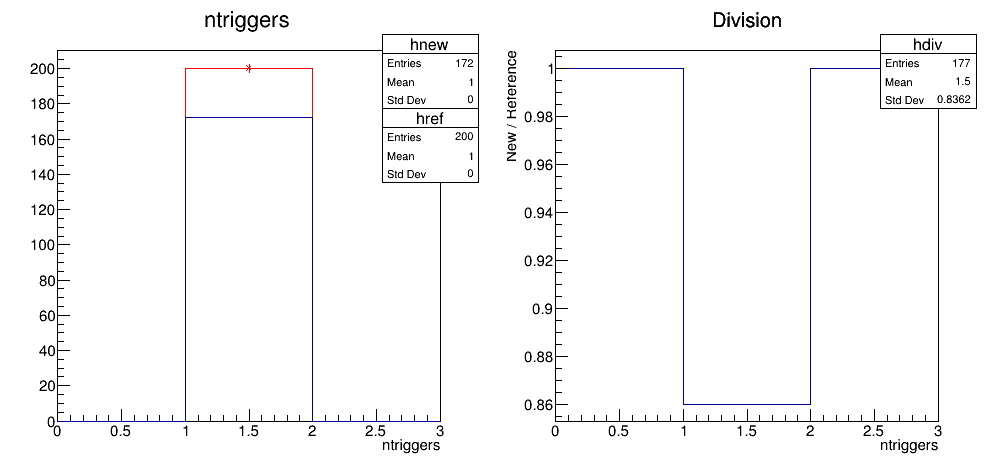 ntriggers
hnew
Entries 172
Mean 1
Std Dev 0
href
Entries 200
Mean 1
Std Dev 0
200
180
160
140
120
100
80
60
40
20
0
0 0.5 1 1.5 2 2.5 3
ntriggers
Division
hdiv
Entries 177
Mean 1.5
Std Dev 0.8362
New / Reference
1
0.98
0.96
0.94
0.92
0.9
0.88
0.86
0 0.5 1 1.5 2 2.5 3
ntriggers